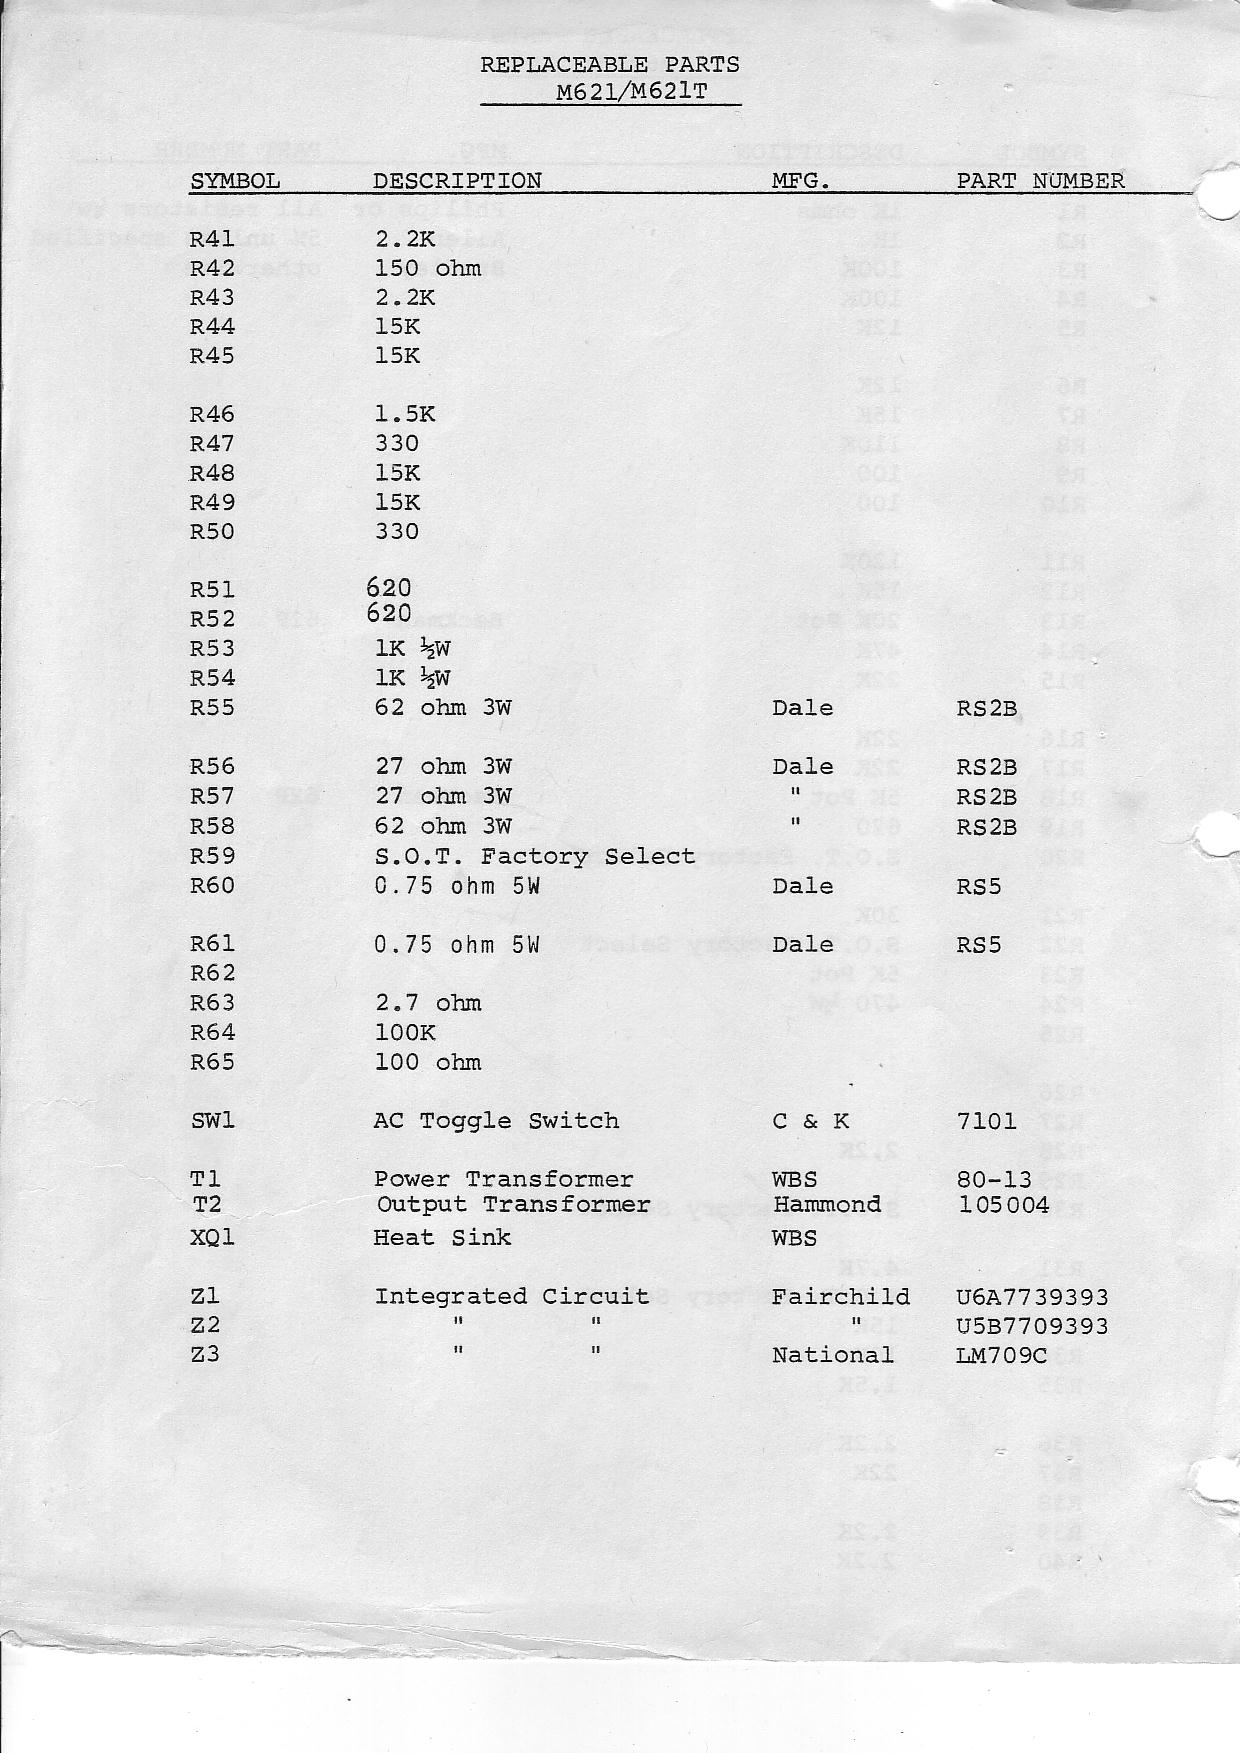 REPLACEABLE PARTS
M621/M621T
SYMBOL DESCRIPTION MFG. PART NUMBER
R41 2.2K
R42 150 ohm
R43 2.2K
R44 15K
R45 15K
R46 1.5K
R47 330
R48 15K
R49 15K
R50 330
R51 620
R52 620
R53 1K ½W
R54 1K ½W
R55 62 ohm 3W Dale RS2B
R56 27 ohm 3W Dale RS2B
R57 27 ohm 3W " RS2B
R58 62 ohm 3W " RS2B
R59 S.O.T. Factory Select
R60 0.75 ohm 5W Dale RS5
R61 0.75 ohm 5W Dale RS5
R62
R63 2.7 ohm
R64 100K
R65 100 ohm
SW1 AC Toggle Switch C & K 7101
T1 Power Transformer WBS 80-13
T2 Output Transformer Hammond 105004
XQ1 Heat Sink WBS
Z1 Integrated Circuit Fairchild U6A7739393
Z2 " " " U5B7709393
Z3 " " National LM709C